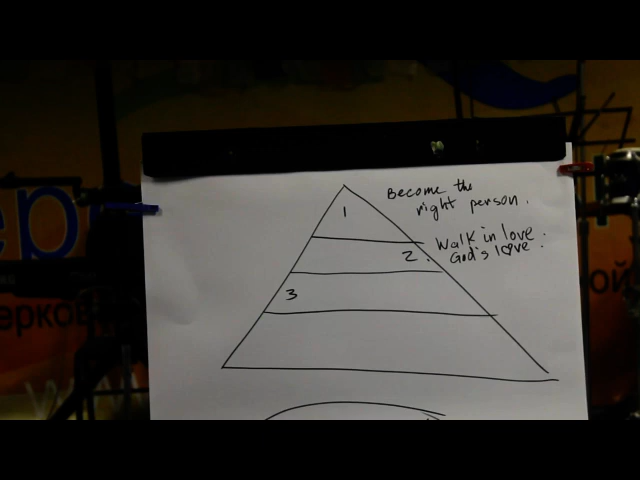 1
Become the
right person.
2.
Walk in love.
God's love.
3